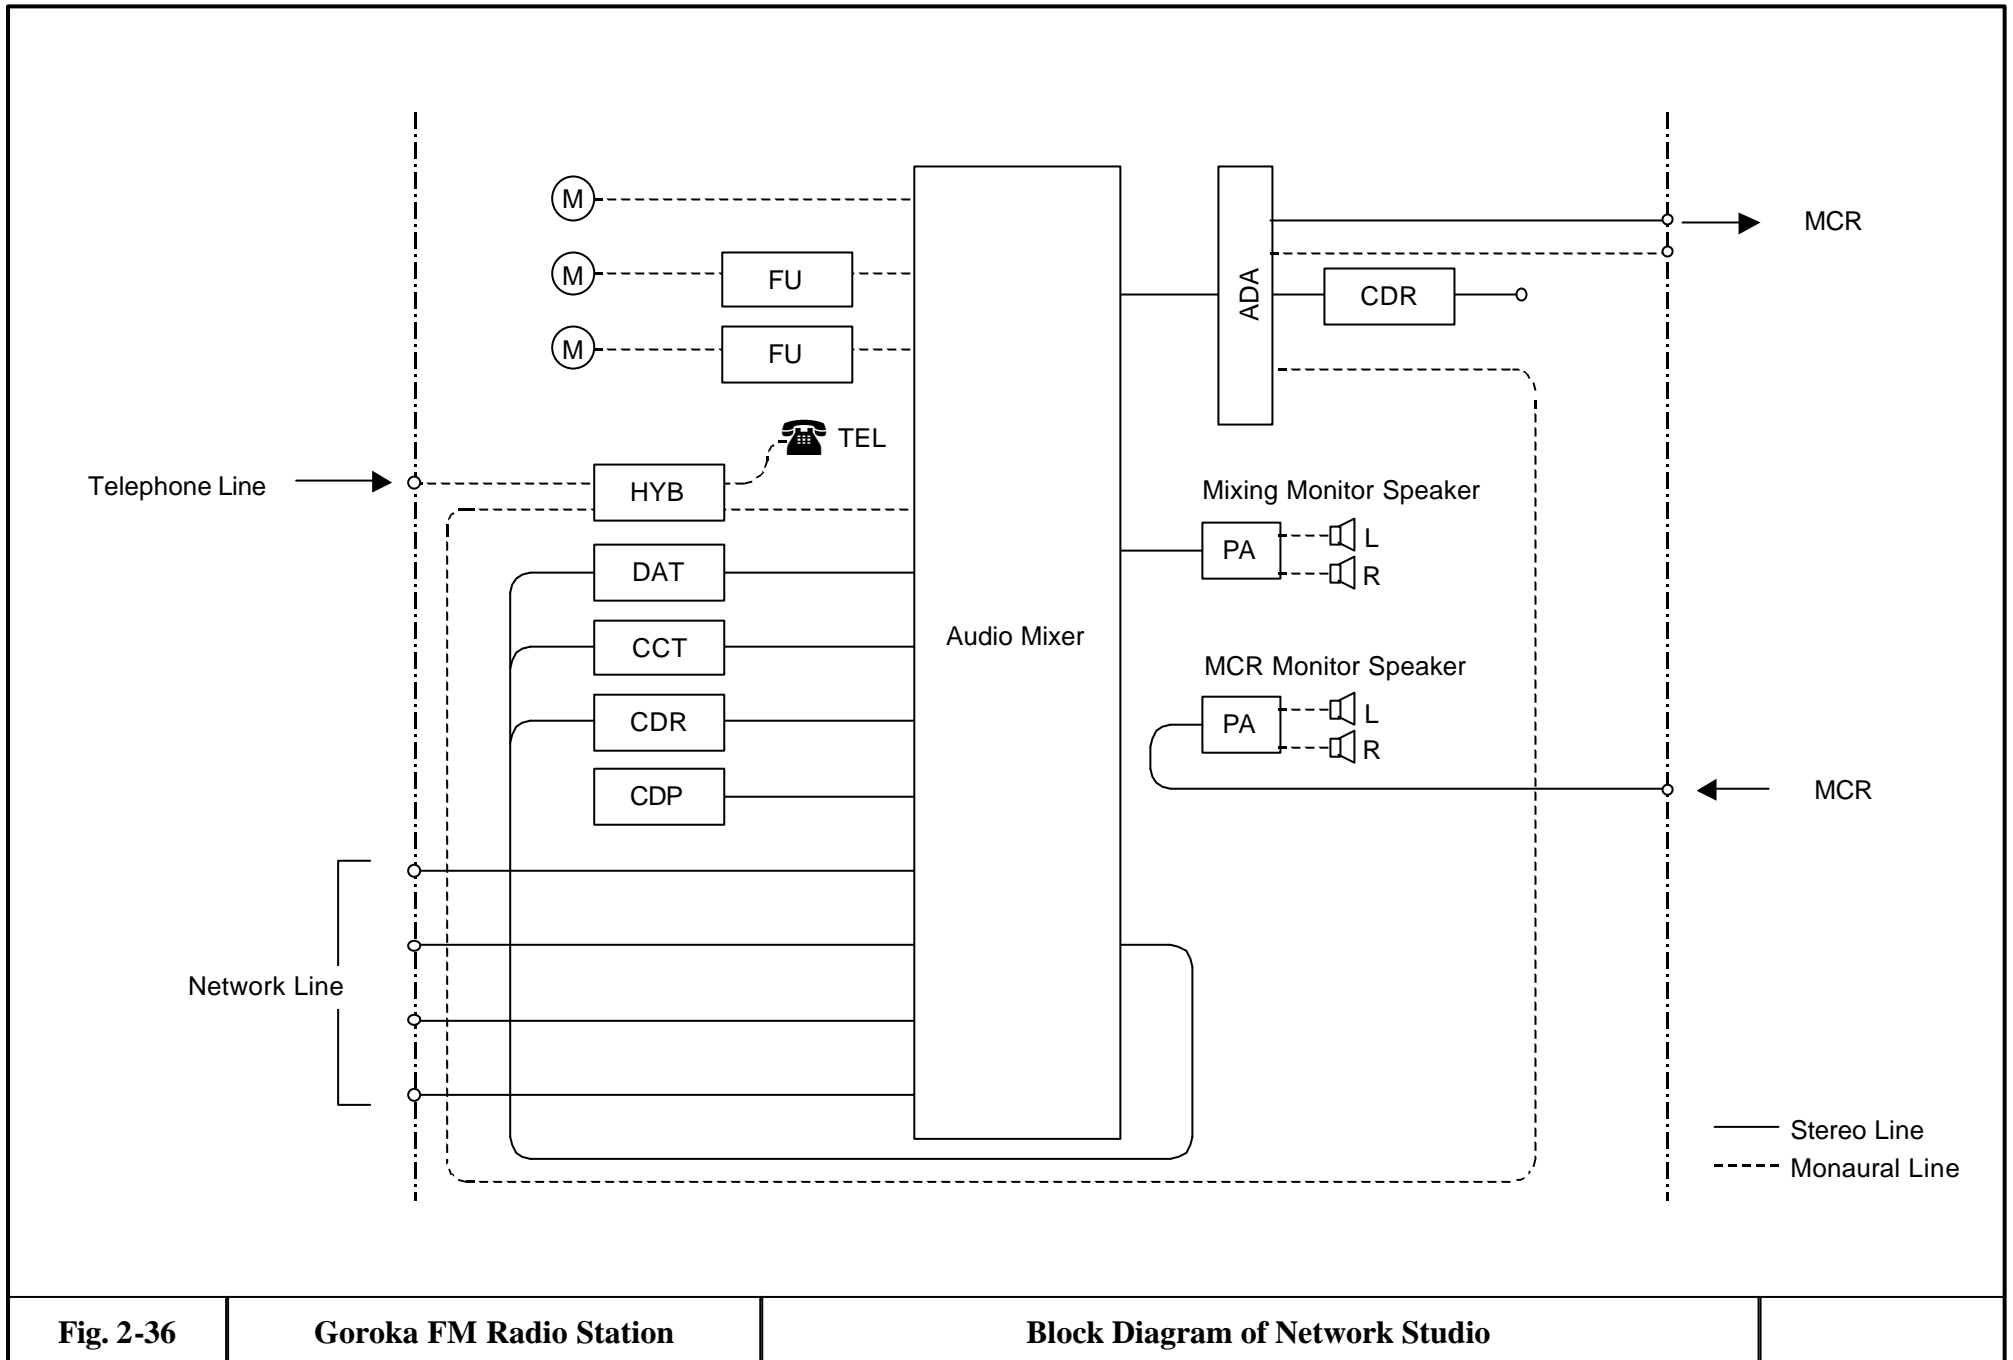 M
MCR
M
FU
ADA
CDR
M
FU
TEL
Telephone Line
HYB
Mixing Monitor Speaker
DAT
PA
L
R
CCT
Audio Mixer
MCR Monitor Speaker
CDR
PA
L
R
CDP
MCR
Network Line
Stereo Line
Monaural Line
Fig. 2-36
Goroka FM Radio Station
Block Diagram of Network Studio